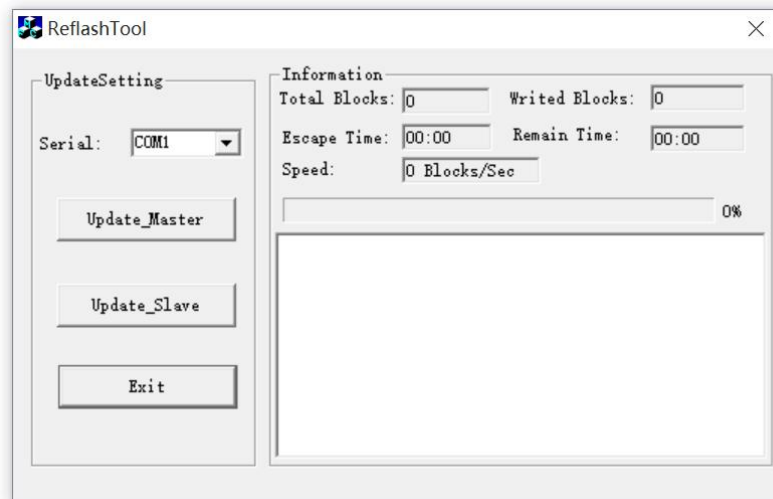 ReflashTool
UpdateSetting
Serial: COM1
Update_Master
Update_Slave
Exit
Information
Total Blocks: 0 Writed Blocks: 0
Escape Time: 00:00 Remain Time: 00:00
Speed: 0 Blocks/Sec
0%